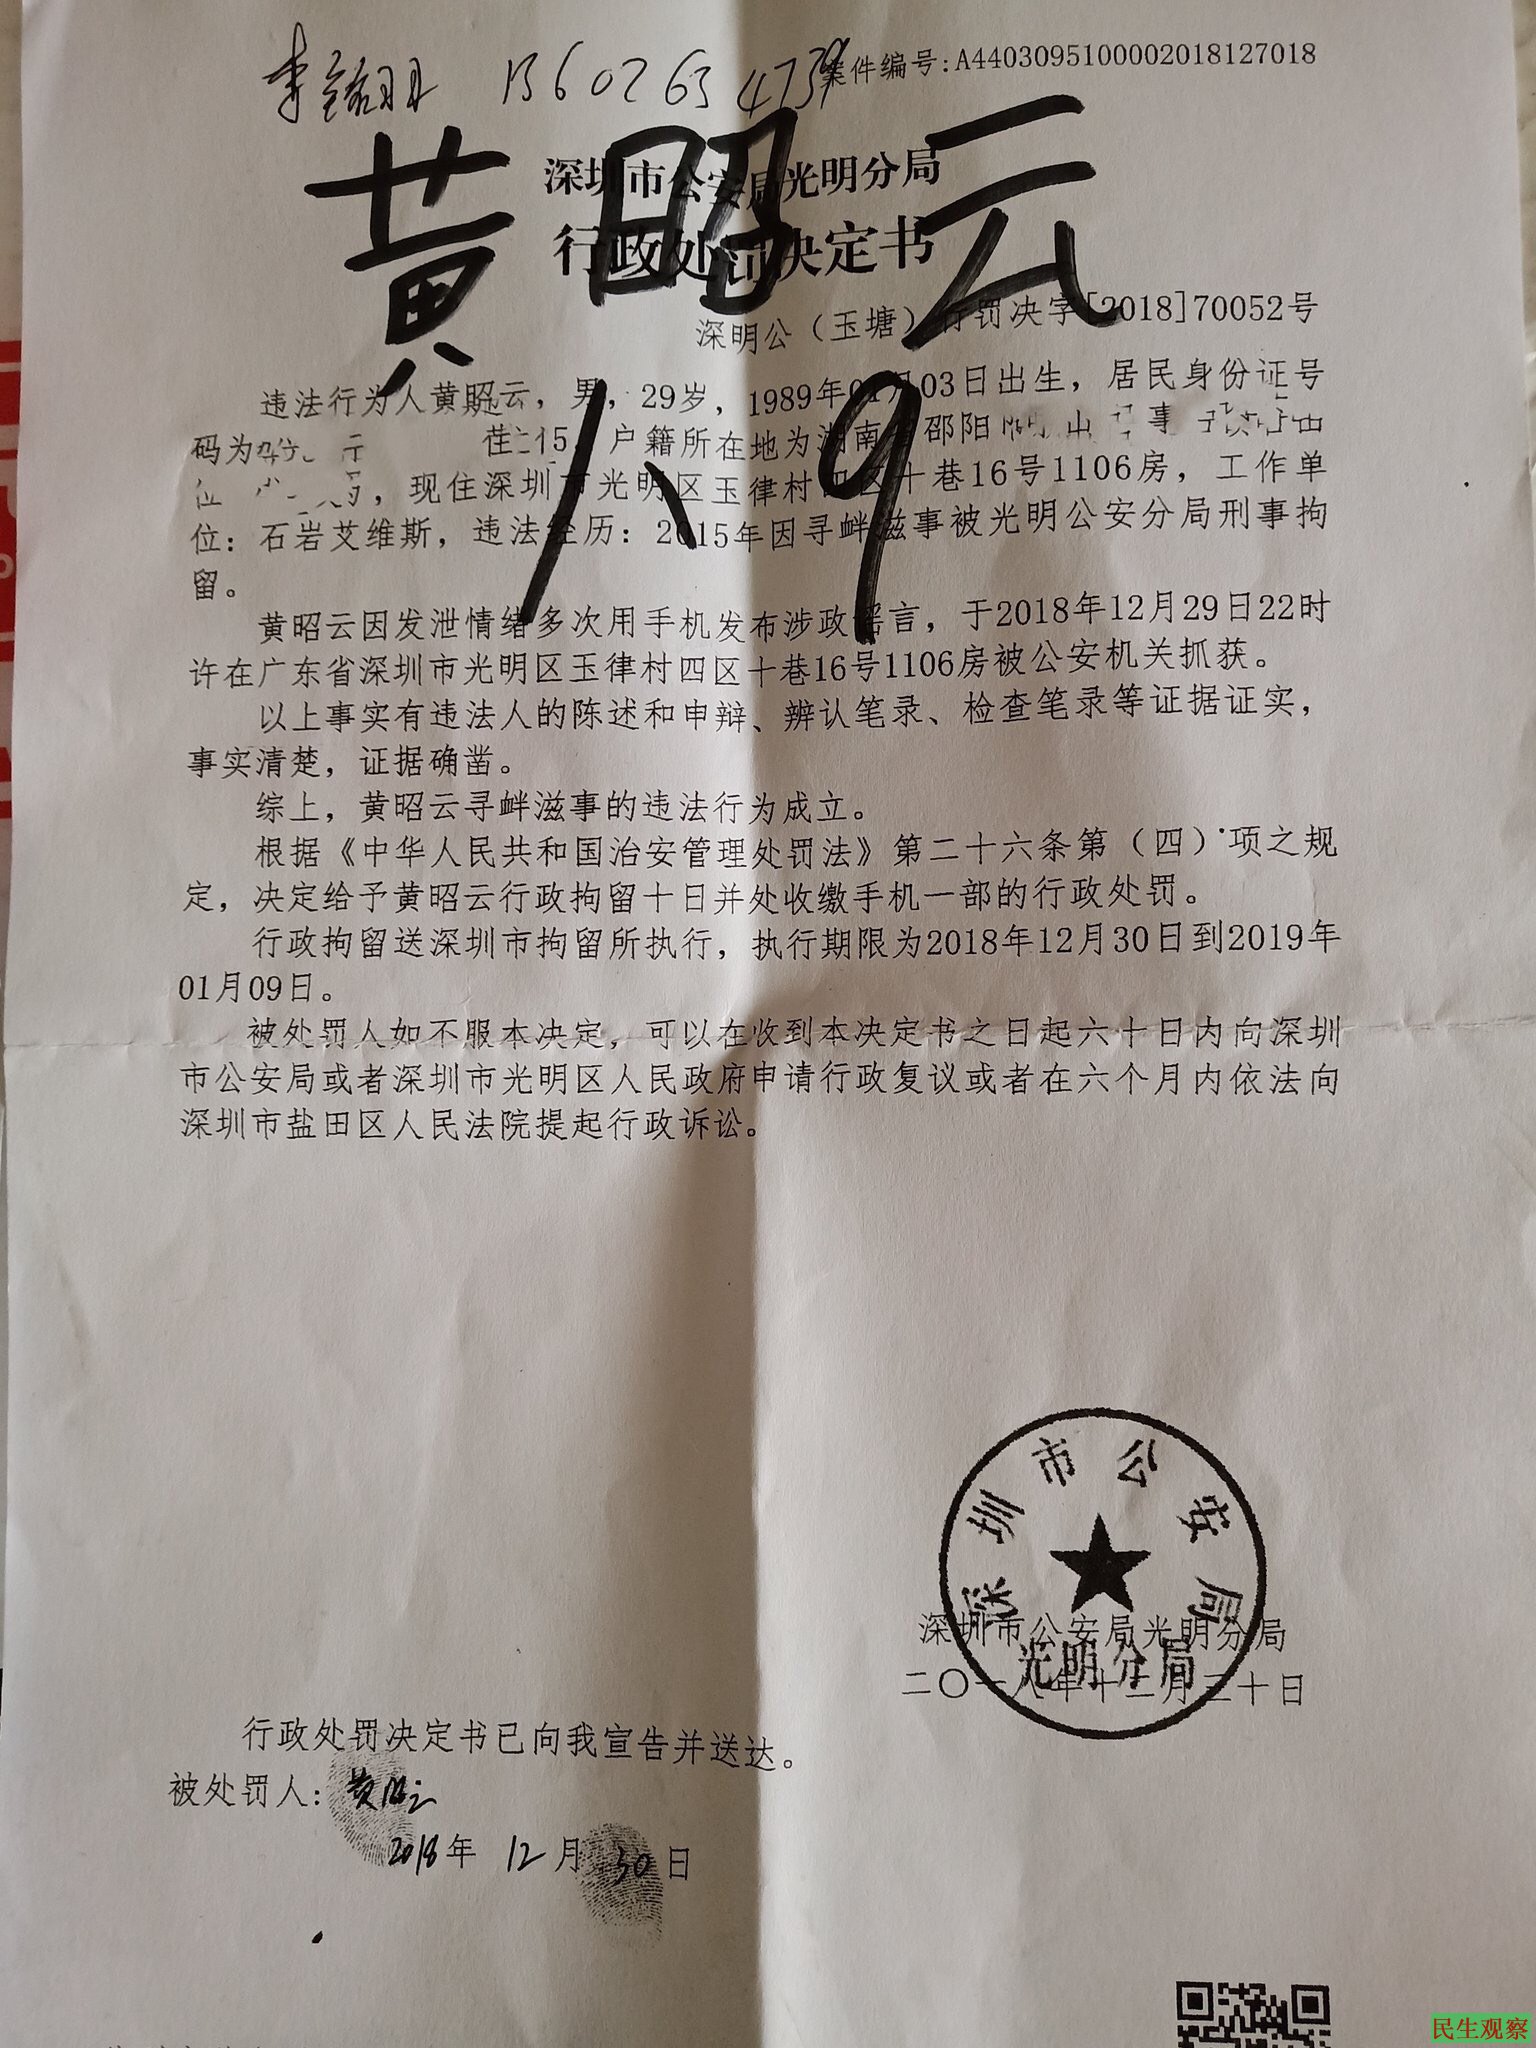 13602634739
案件编号:A4403095100002018127018
黄昭云
深圳市公安局光明分局
行政处罚决定书
深明公（玉塘）行罚决字[2018]70052号
1/9
违法行为人黄昭云，男，29岁，1989年01月03日出生，居民身份证号
码为 15，户籍所在地为湖南省邵阳
，现住深圳市光明区玉律村四区十巷16号1106房，工作单
位：石岩艾维斯，违法经历：2015年因寻衅滋事被光明公安分局刑事拘
留。
黄昭云因发泄情绪多次用手机发布涉政谣言，于2018年12月29日22时
许在广东省深圳市光明区玉律村四区十巷16号1106房被公安机关抓获。
以上事实有违法人的陈述和申辩、辨认笔录、检查笔录等证据证实，
事实清楚，证据确凿。
综上，黄昭云寻衅滋事的违法行为成立。
根据《中华人民共和国治安管理处罚法》第二十六条第（四）项之规
定，决定给予黄昭云行政拘留十日并处收缴手机一部的行政处罚。
行政拘留送深圳市拘留所执行，执行期限为2018年12月30日到2019年
01月09日。
被处罚人如不服本决定，可以在收到本决定书之日起六十日内向深圳
市公安局或者深圳市光明区人民政府申请行政复议或者在六个月内依法向
深圳市盐田区人民法院提起行政诉讼。
深圳市公安局
光明分局
深圳市公安局光明分局
二〇一八年十二月三十日
行政处罚决定书已向我宣告并送达。
被处罚人：黄昭云
2018年 12月 30日
民生观察